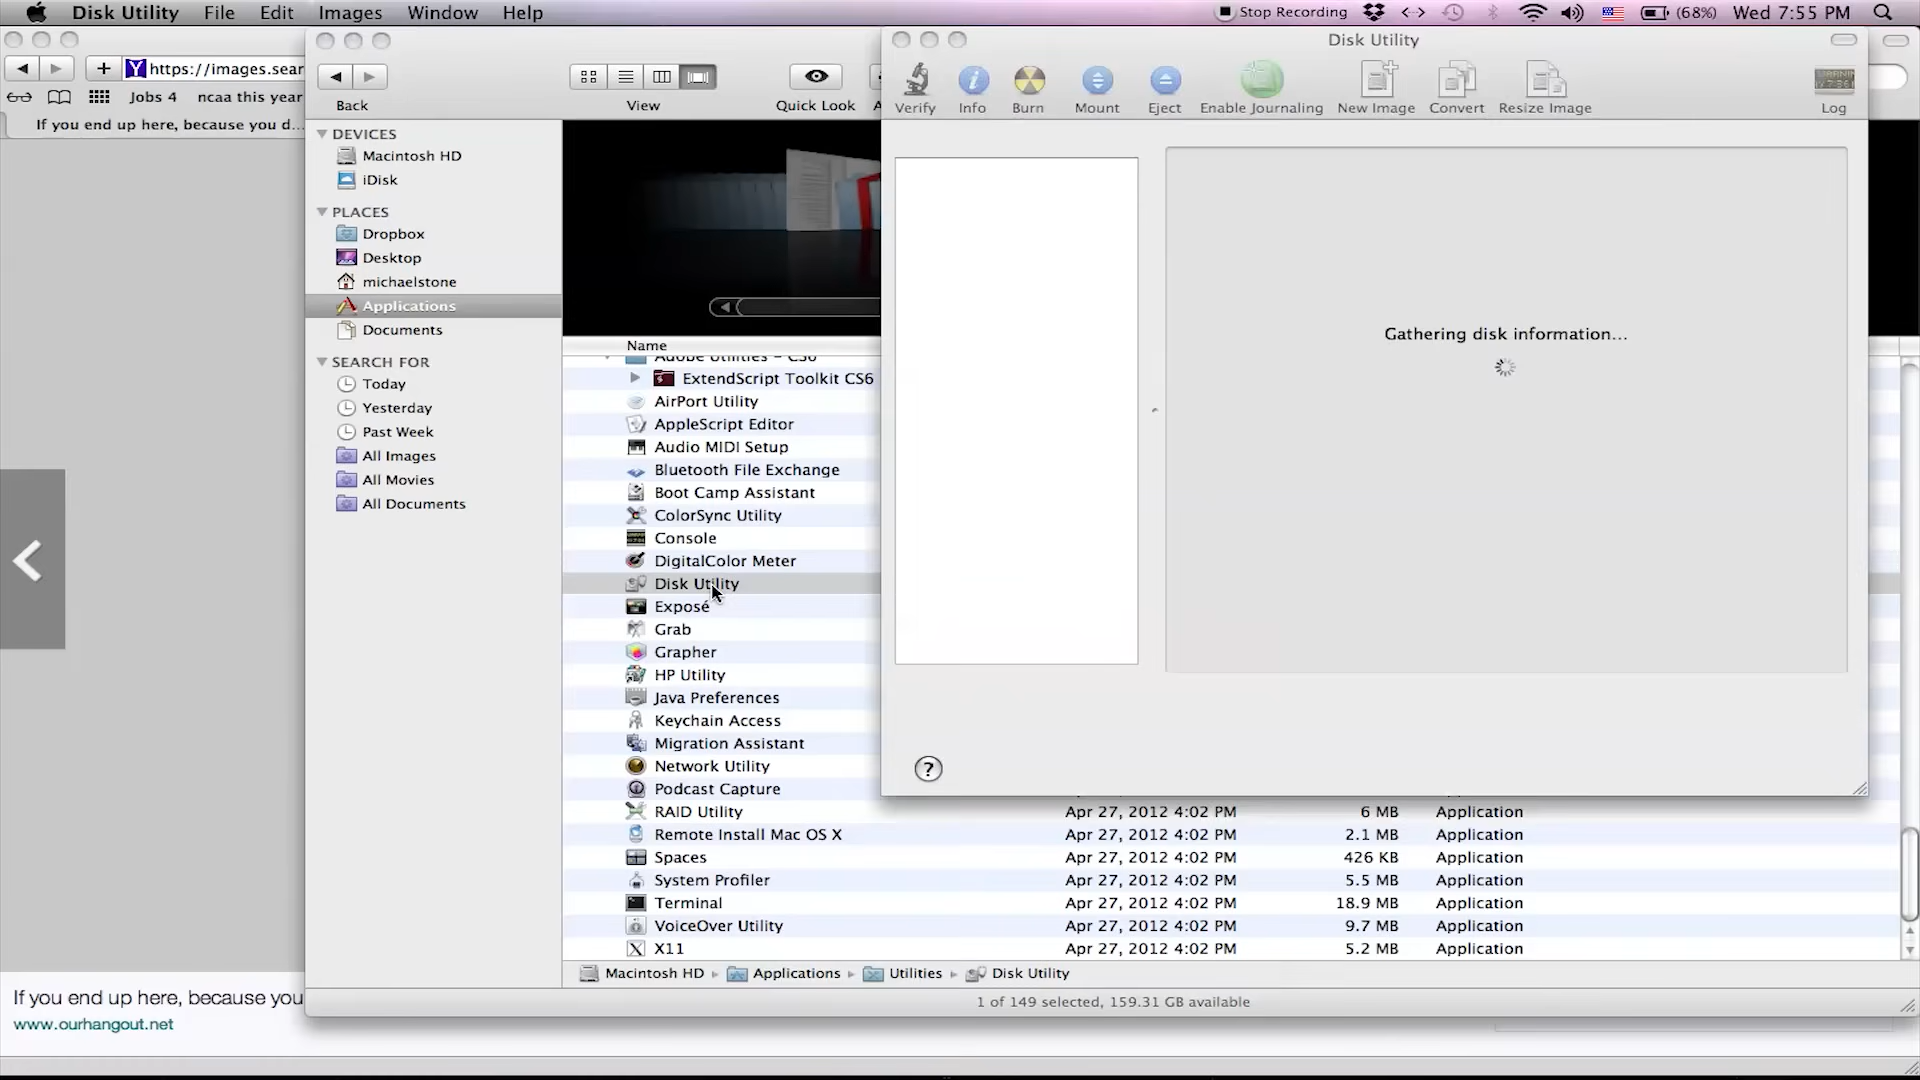 Disk Utility File Edit Images Window Help Stop Recording (68%) Wed 7:55 PM
https://images.sear
Jobs 4 ncaa this year
If you end up here, because you d...
Back View Quick Look
Disk Utility
Verify Info Burn Mount Eject Enable Journaling New Image Convert Resize Image Log
DEVICES
Macintosh HD
iDisk
PLACES
Dropbox
Desktop
michaelstone
Applications
Documents
SEARCH FOR
Today
Yesterday
Past Week
All Images
All Movies
All Documents
Gathering disk information...
Name
Adobe Utilities - CS6
ExtendScript Toolkit CS6
AirPort Utility
AppleScript Editor
Audio MIDI Setup
Bluetooth File Exchange
Boot Camp Assistant
ColorSync Utility
Console
DigitalColor Meter
Disk Utility
Exposé
Grab
Grapher
HP Utility
Java Preferences
Keychain Access
Migration Assistant
Network Utility
Podcast Capture
?
RAID Utility Apr 27, 2012 4:02 PM 6 MB Application
Remote Install Mac OS X Apr 27, 2012 4:02 PM 2.1 MB Application
Spaces Apr 27, 2012 4:02 PM 426 KB Application
System Profiler Apr 27, 2012 4:02 PM 5.5 MB Application
Terminal Apr 27, 2012 4:02 PM 18.9 MB Application
VoiceOver Utility Apr 27, 2012 4:02 PM 9.7 MB Application
X11 Apr 27, 2012 4:02 PM 5.2 MB Application
Macintosh HD Applications Utilities Disk Utility
1 of 149 selected, 159.31 GB available
If you end up here, because you
www.ourhangout.net